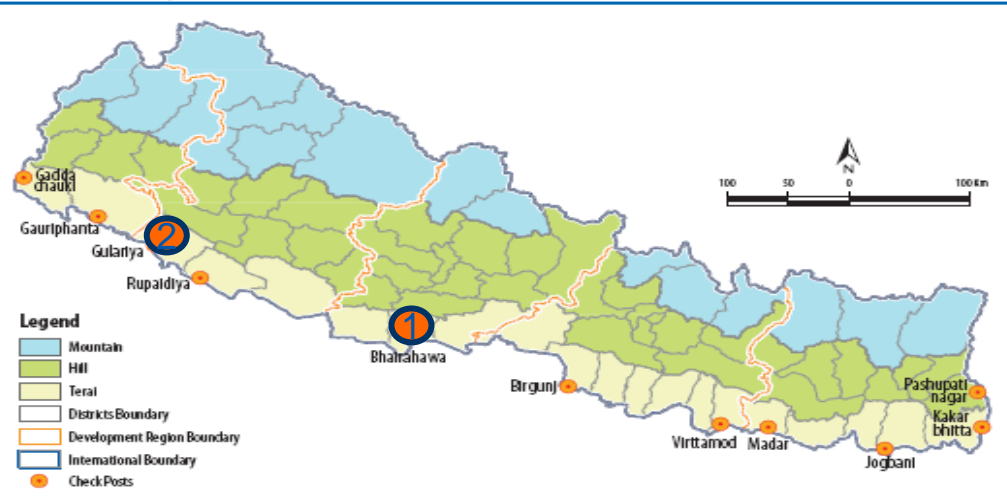 Gadda
chauki
Gauriphanta
2
Gulariya
Rupaidiya
N
100 50 0 100 Km
1
Bhairahawa
Birgunj
Pashupati
nagar
Kakar
bhitta
Virttamod
Madar
Jogbani
Legend
Mountain
Hill
Terai
Districts Boundary
Development Region Boundary
International Boundary
Check Posts